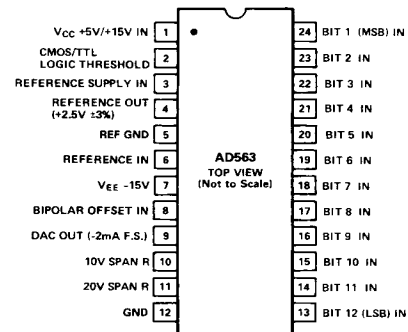 VCC +5V/+15V IN 1
CMOS/TTL
LOGIC THRESHOLD 2
REFERENCE SUPPLY IN 3
REFERENCE OUT
(+2.5V ±3%) 4
REF GND 5
REFERENCE IN 6
VEE -15V 7
BIPOLAR OFFSET IN 8
DAC OUT (-2mA F.S.) 9
10V SPAN R 10
20V SPAN R 11
GND 12
AD563
TOP VIEW
(Not to Scale)
24 BIT 1 (MSB) IN
23 BIT 2 IN
22 BIT 3 IN
21 BIT 4 IN
20 BIT 5 IN
19 BIT 6 IN
18 BIT 7 IN
17 BIT 8 IN
16 BIT 9 IN
15 BIT 10 IN
14 BIT 11 IN
13 BIT 12 (LSB) IN